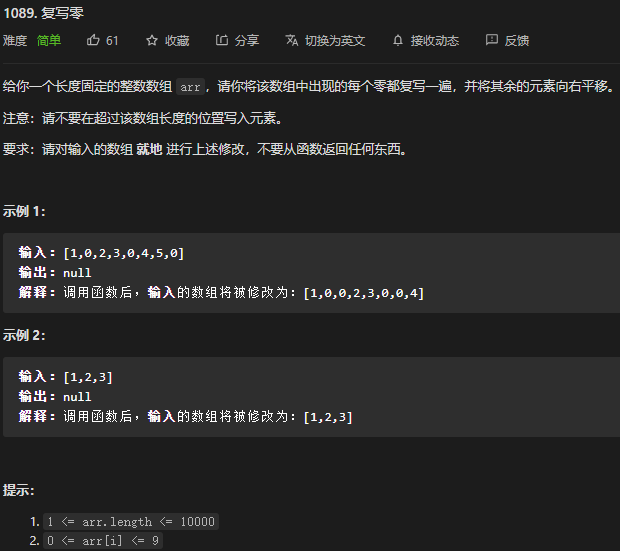 1089. 复写零
难度 简单 61 收藏 分享 切换为英文 接收动态 反馈
给你一个长度固定的整数数组 arr，请你将该数组中出现的每个零都复写一遍，并将其余的元素向右平移。
注意：请不要在超过该数组长度的位置写入元素。
要求：请对输入的数组 就地 进行上述修改，不要从函数返回任何东西。
示例 1：
输入：[1,0,2,3,0,4,5,0]
输出：null
解释：调用函数后，输入的数组将被修改为：[1,0,0,2,3,0,0,4]
示例 2：
输入：[1,2,3]
输出：null
解释：调用函数后，输入的数组将被修改为：[1,2,3]
提示：
1. 1 <= arr.length <= 10000
2. 0 <= arr[i] <= 9